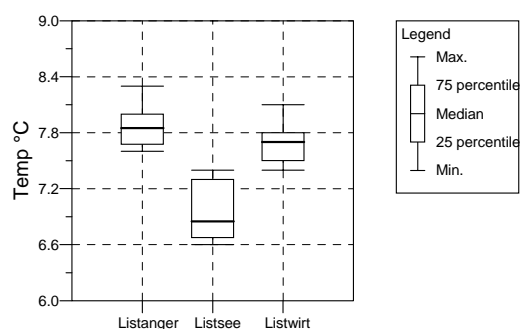 Temp °C
9.0
8.4
7.8
7.2
6.6
6.0
Listanger Listsee Listwirt
Legend
Max.
75 percentile
Median
25 percentile
Min.